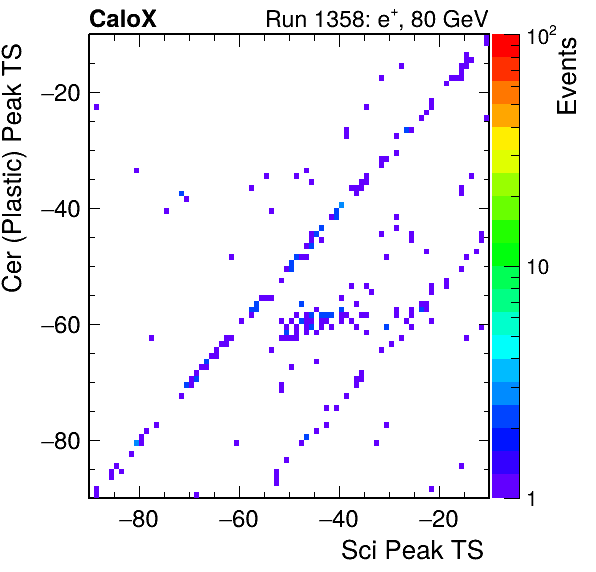 CaloX Run 1358: e⁺, 80 GeV
Cer (Plastic) Peak TS
Events
10²
10
1
−20
−40
−60
−80
−80 −60 −40 −20
Sci Peak TS